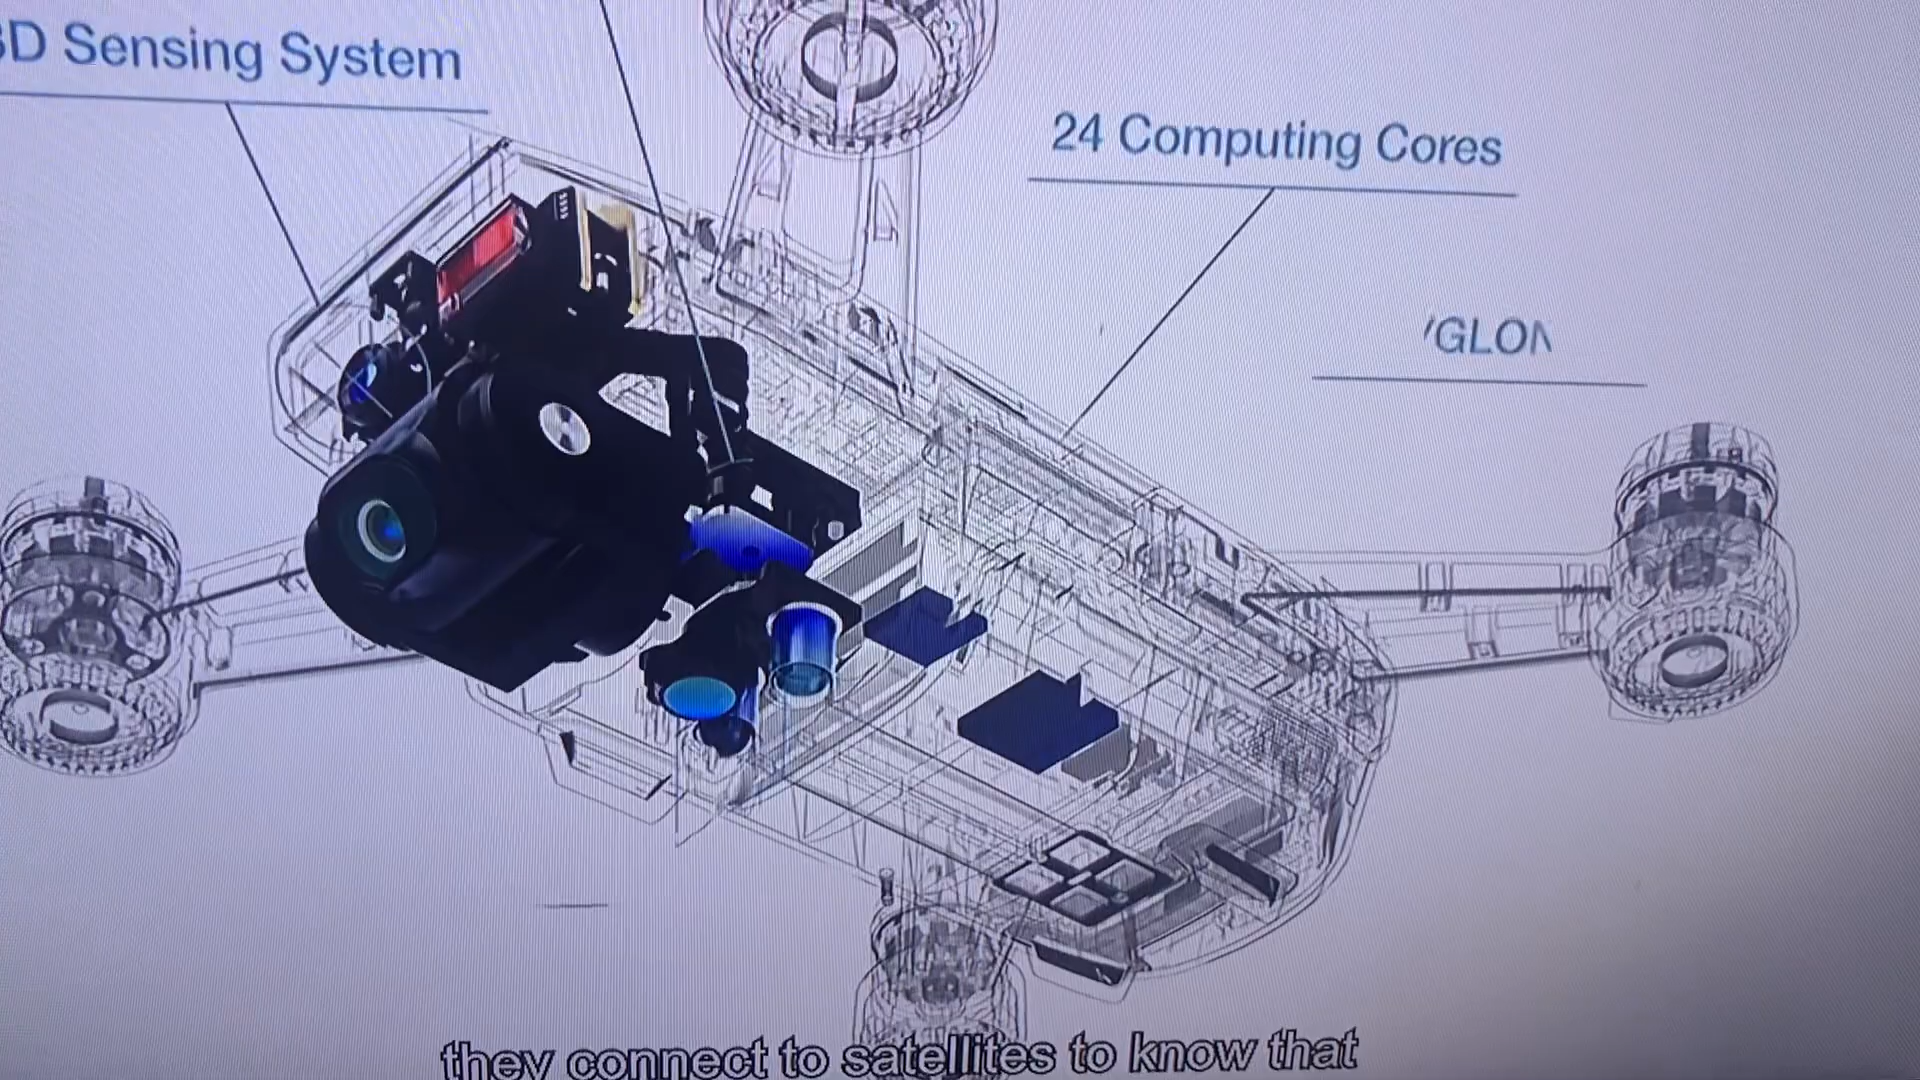 3D Sensing System
24 Computing Cores
/GLON
they connect to satellites to know that